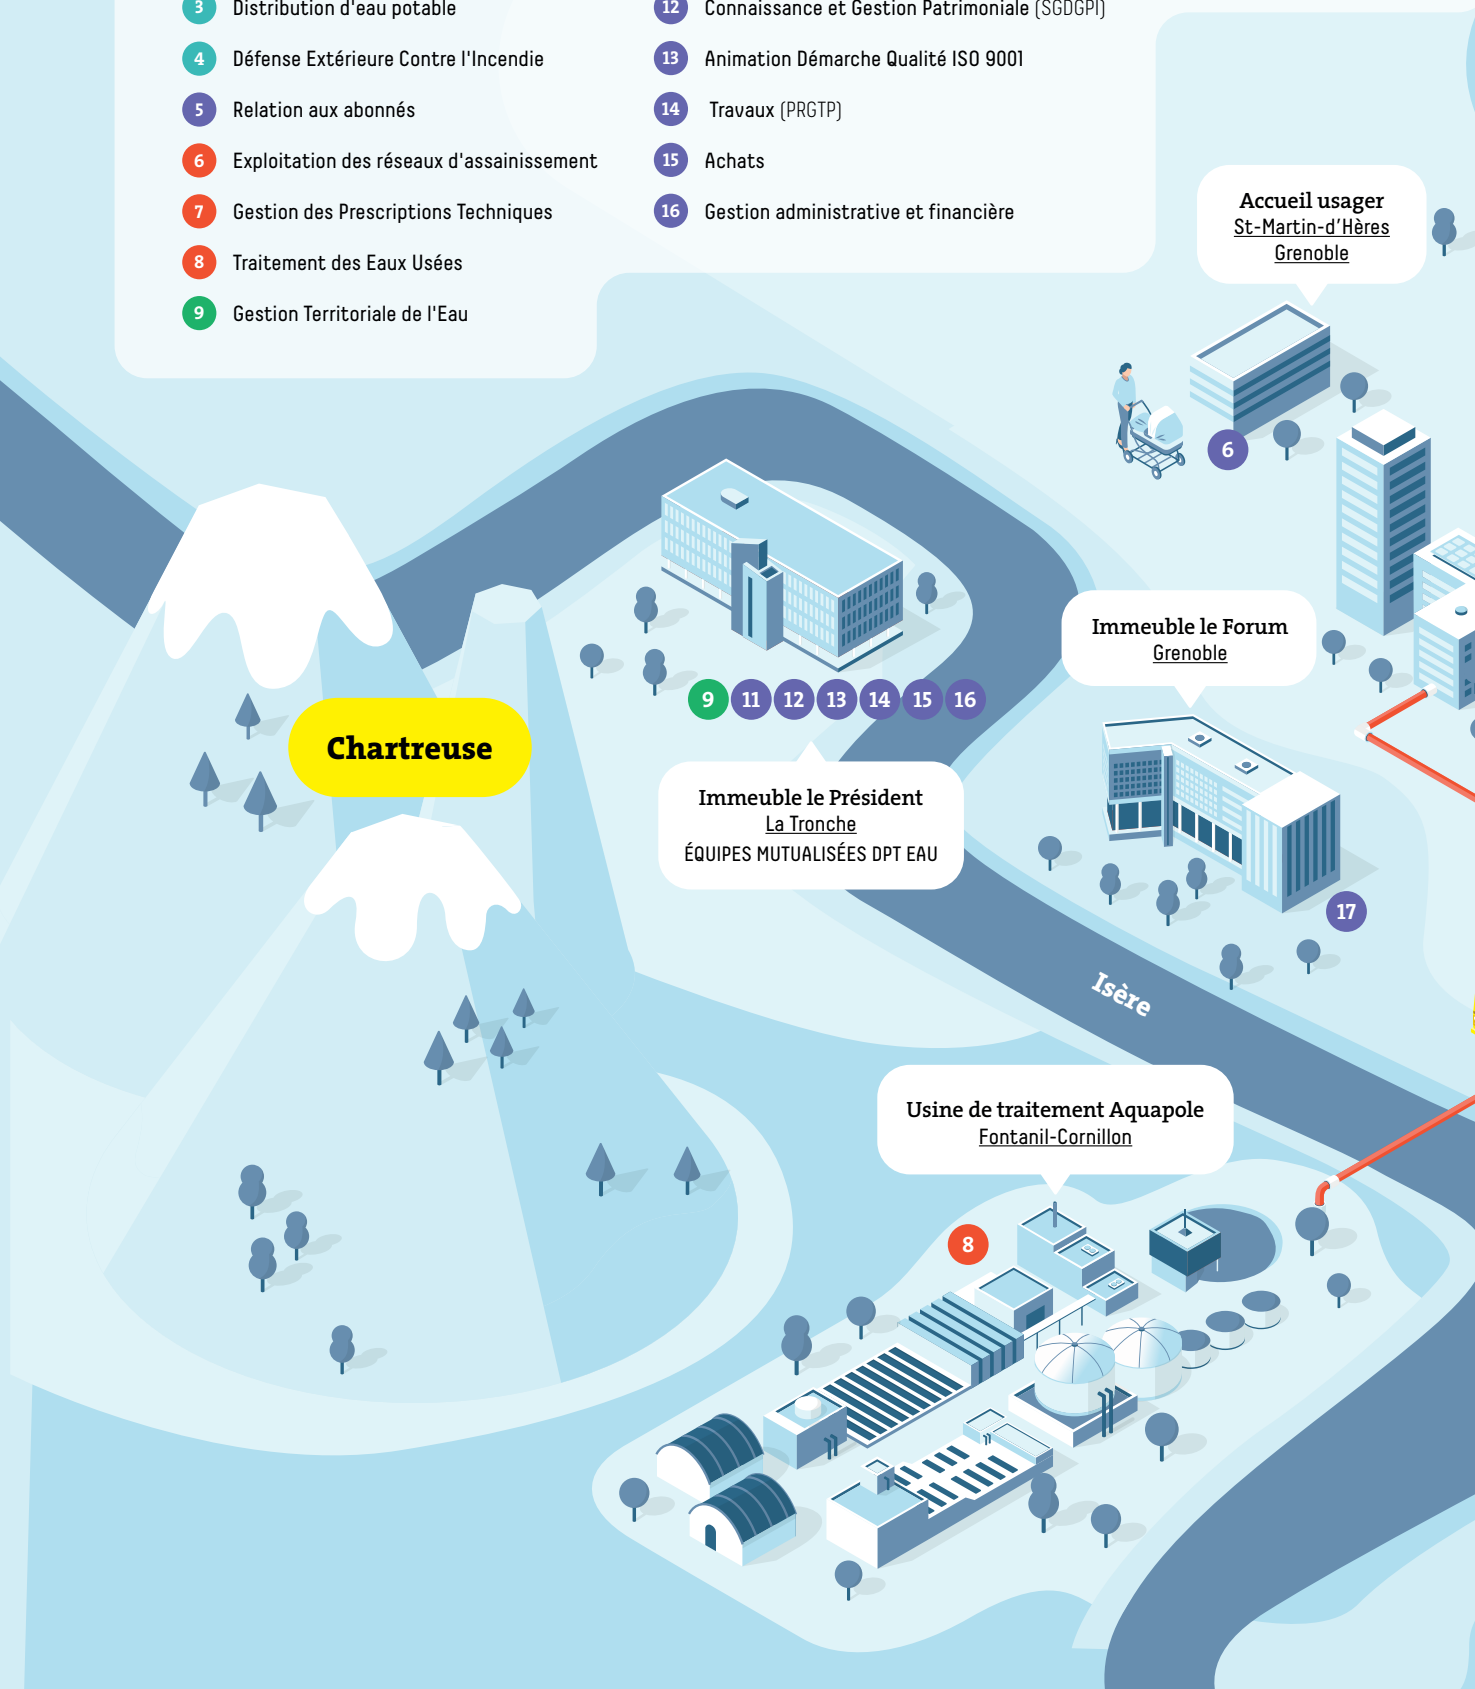 3 Distribution d'eau potable
4 Défense Extérieure Contre l'Incendie
5 Relation aux abonnés
6 Exploitation des réseaux d'assainissement
7 Gestion des Prescriptions Techniques
8 Traitement des Eaux Usées
9 Gestion Territoriale de l'Eau
12 Connaissance et Gestion Patrimoniale (SGDGPI)
13 Animation Démarche Qualité ISO 9001
14 Travaux (PRGTP)
15 Achats
16 Gestion administrative et financière
Accueil usager
St-Martin-d'Hères
Grenoble
6
9 11 12 13 14 15 16
Immeuble le Forum
Grenoble
Chartreuse
Immeuble le Président
La Tronche
ÉQUIPES MUTUALISÉES DPT EAU
17
Isère
Usine de traitement Aquapole
Fontanil-Cornillon
8